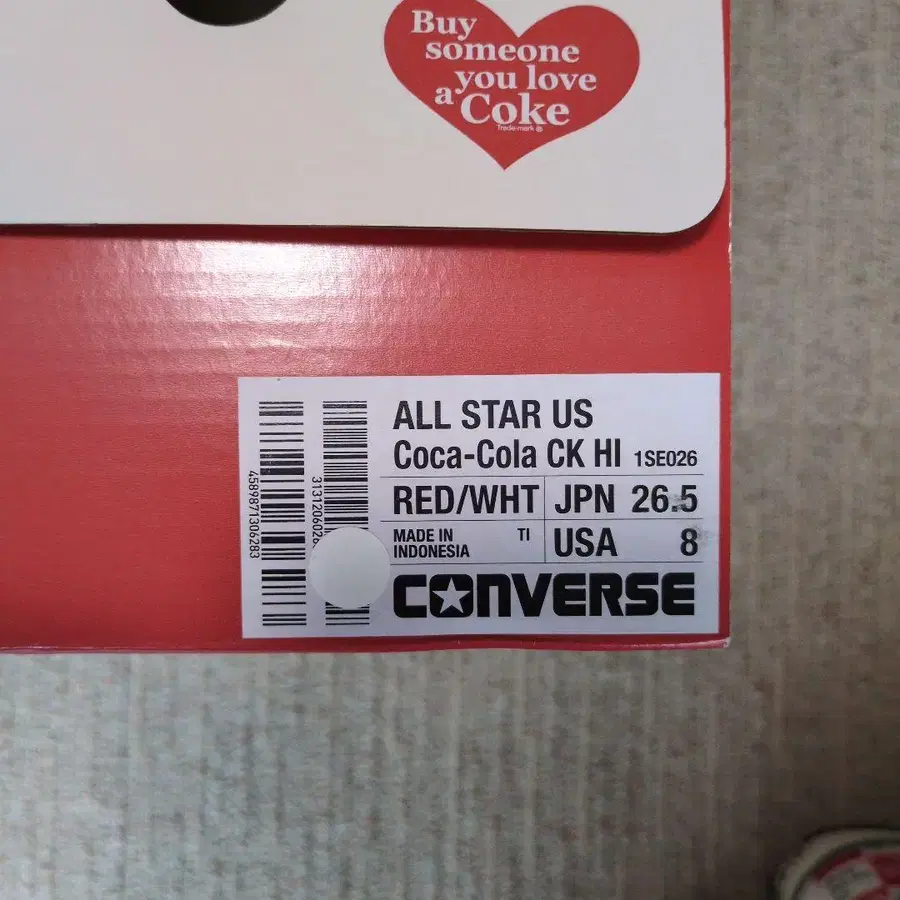 Buy
someone
you love
a Coke
Trade-mark ®
ALL STAR US
Coca-Cola CK HI 1SE026
RED/WHT JPN 26.5
MADE IN
INDONESIA
TI
USA 8
CONVERSE
4589871306283